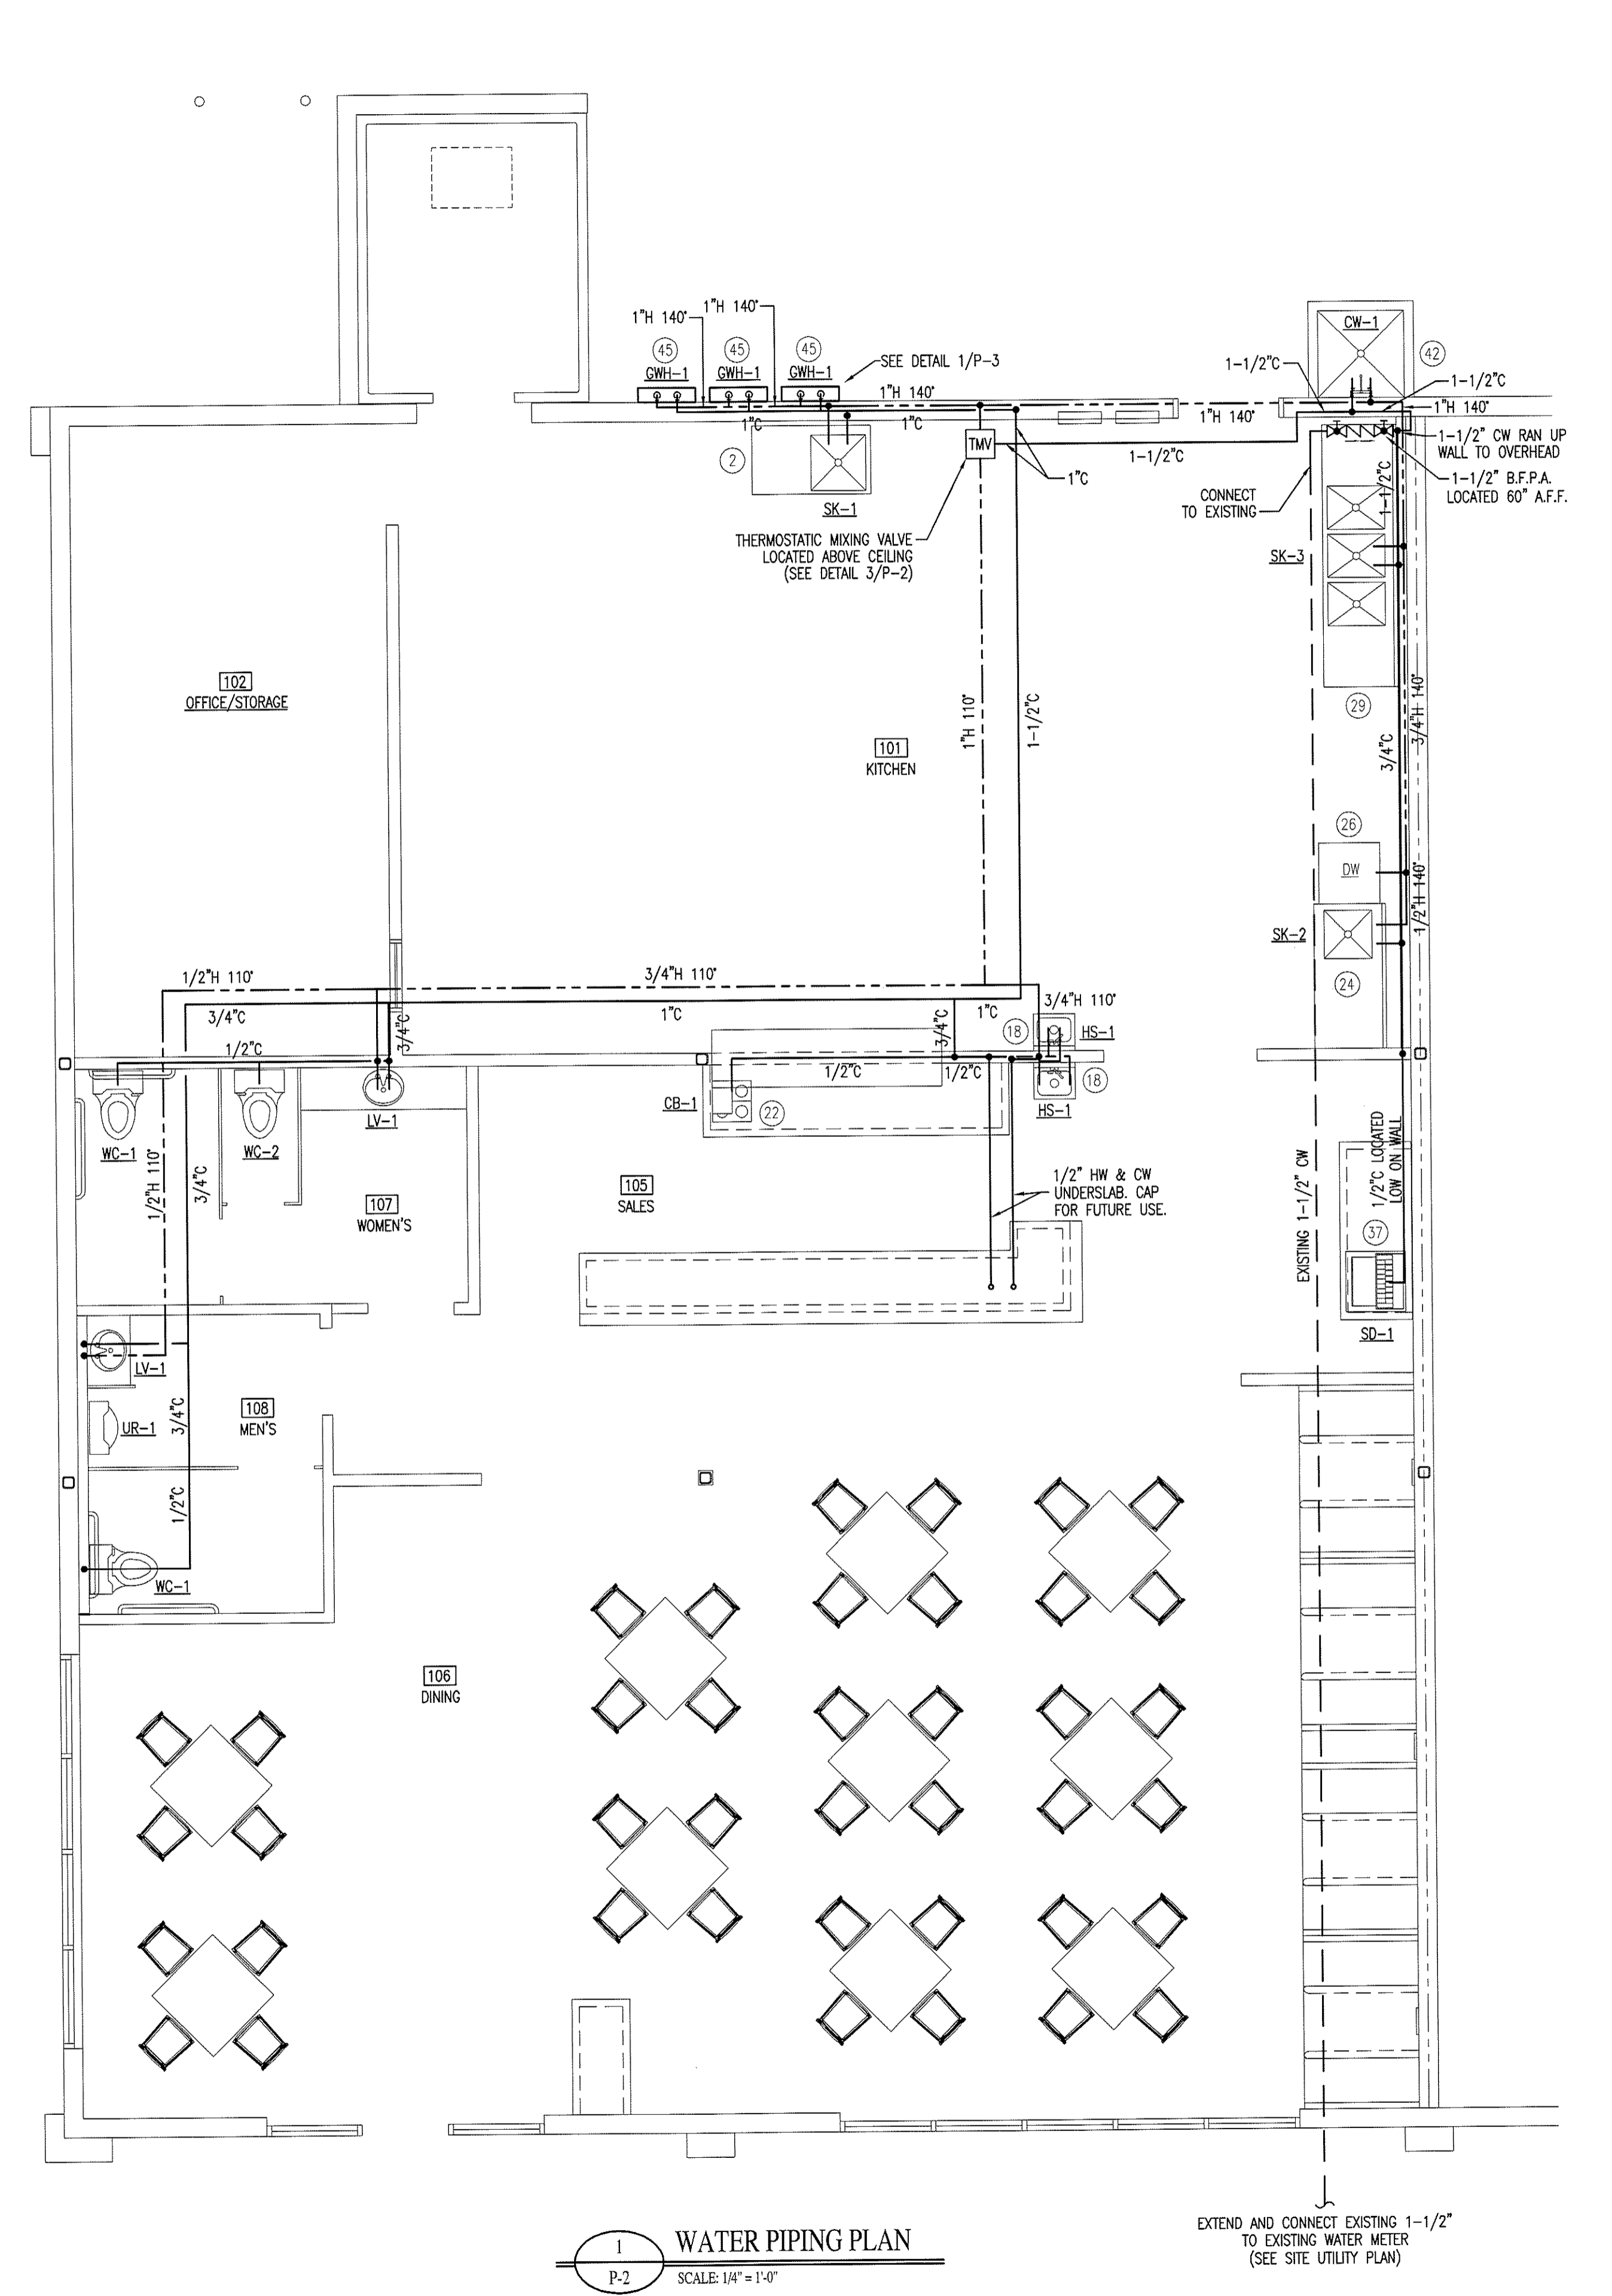 1"H 140°
1"H 140°
45
45
45
GWH-1
GWH-1
GWH-1
SEE DETAIL 1/P-3
1"H 140°
1"C
1"C
CW-1
42
1-1/2"C
1-1/2"C
1"H 140°
1"H 140°
1-1/2" CW RAN UP
WALL TO OVERHEAD
1-1/2" B.F.P.A.
LOCATED 60" A.F.F.
2
SK-1
TMV
1-1/2"C
1"C
1-1/2"C
CONNECT
TO EXISTING
THERMOSTATIC MIXING VALVE
LOCATED ABOVE CEILING
(SEE DETAIL 3/P-2)
SK-3
29
102
OFFICE/STORAGE
101
KITCHEN
1"H 110°
1-1/2"C
3/4"C
3/4"H 140°
26
DW
1/2"H 140°
SK-2
24
1/2"H 110°
3/4"H 110°
3/4"C
3/4"C
1"C
3/4"C
1"C
3/4"H 110°
18
HS-1
1/2"C
1/2"C
1/2"C
18
HS-1
CB-1
22
WC-1
WC-2
LV-1
1/2"H 110°
3/4"C
107
WOMEN'S
105
SALES
1/2" HW & CW
UNDERSLAB. CAP
FOR FUTURE USE.
EXISTING 1-1/2" CW
1/2"C LOCATED
LOW ON WALL
37
SD-1
LV-1
UR-1
3/4"C
108
MEN'S
1/2"C
WC-1
106
DINING
EXTEND AND CONNECT EXISTING 1-1/2"
TO EXISTING WATER METER
(SEE SITE UTILITY PLAN)
1
P-2
WATER PIPING PLAN
SCALE: 1/4" = 1'-0"